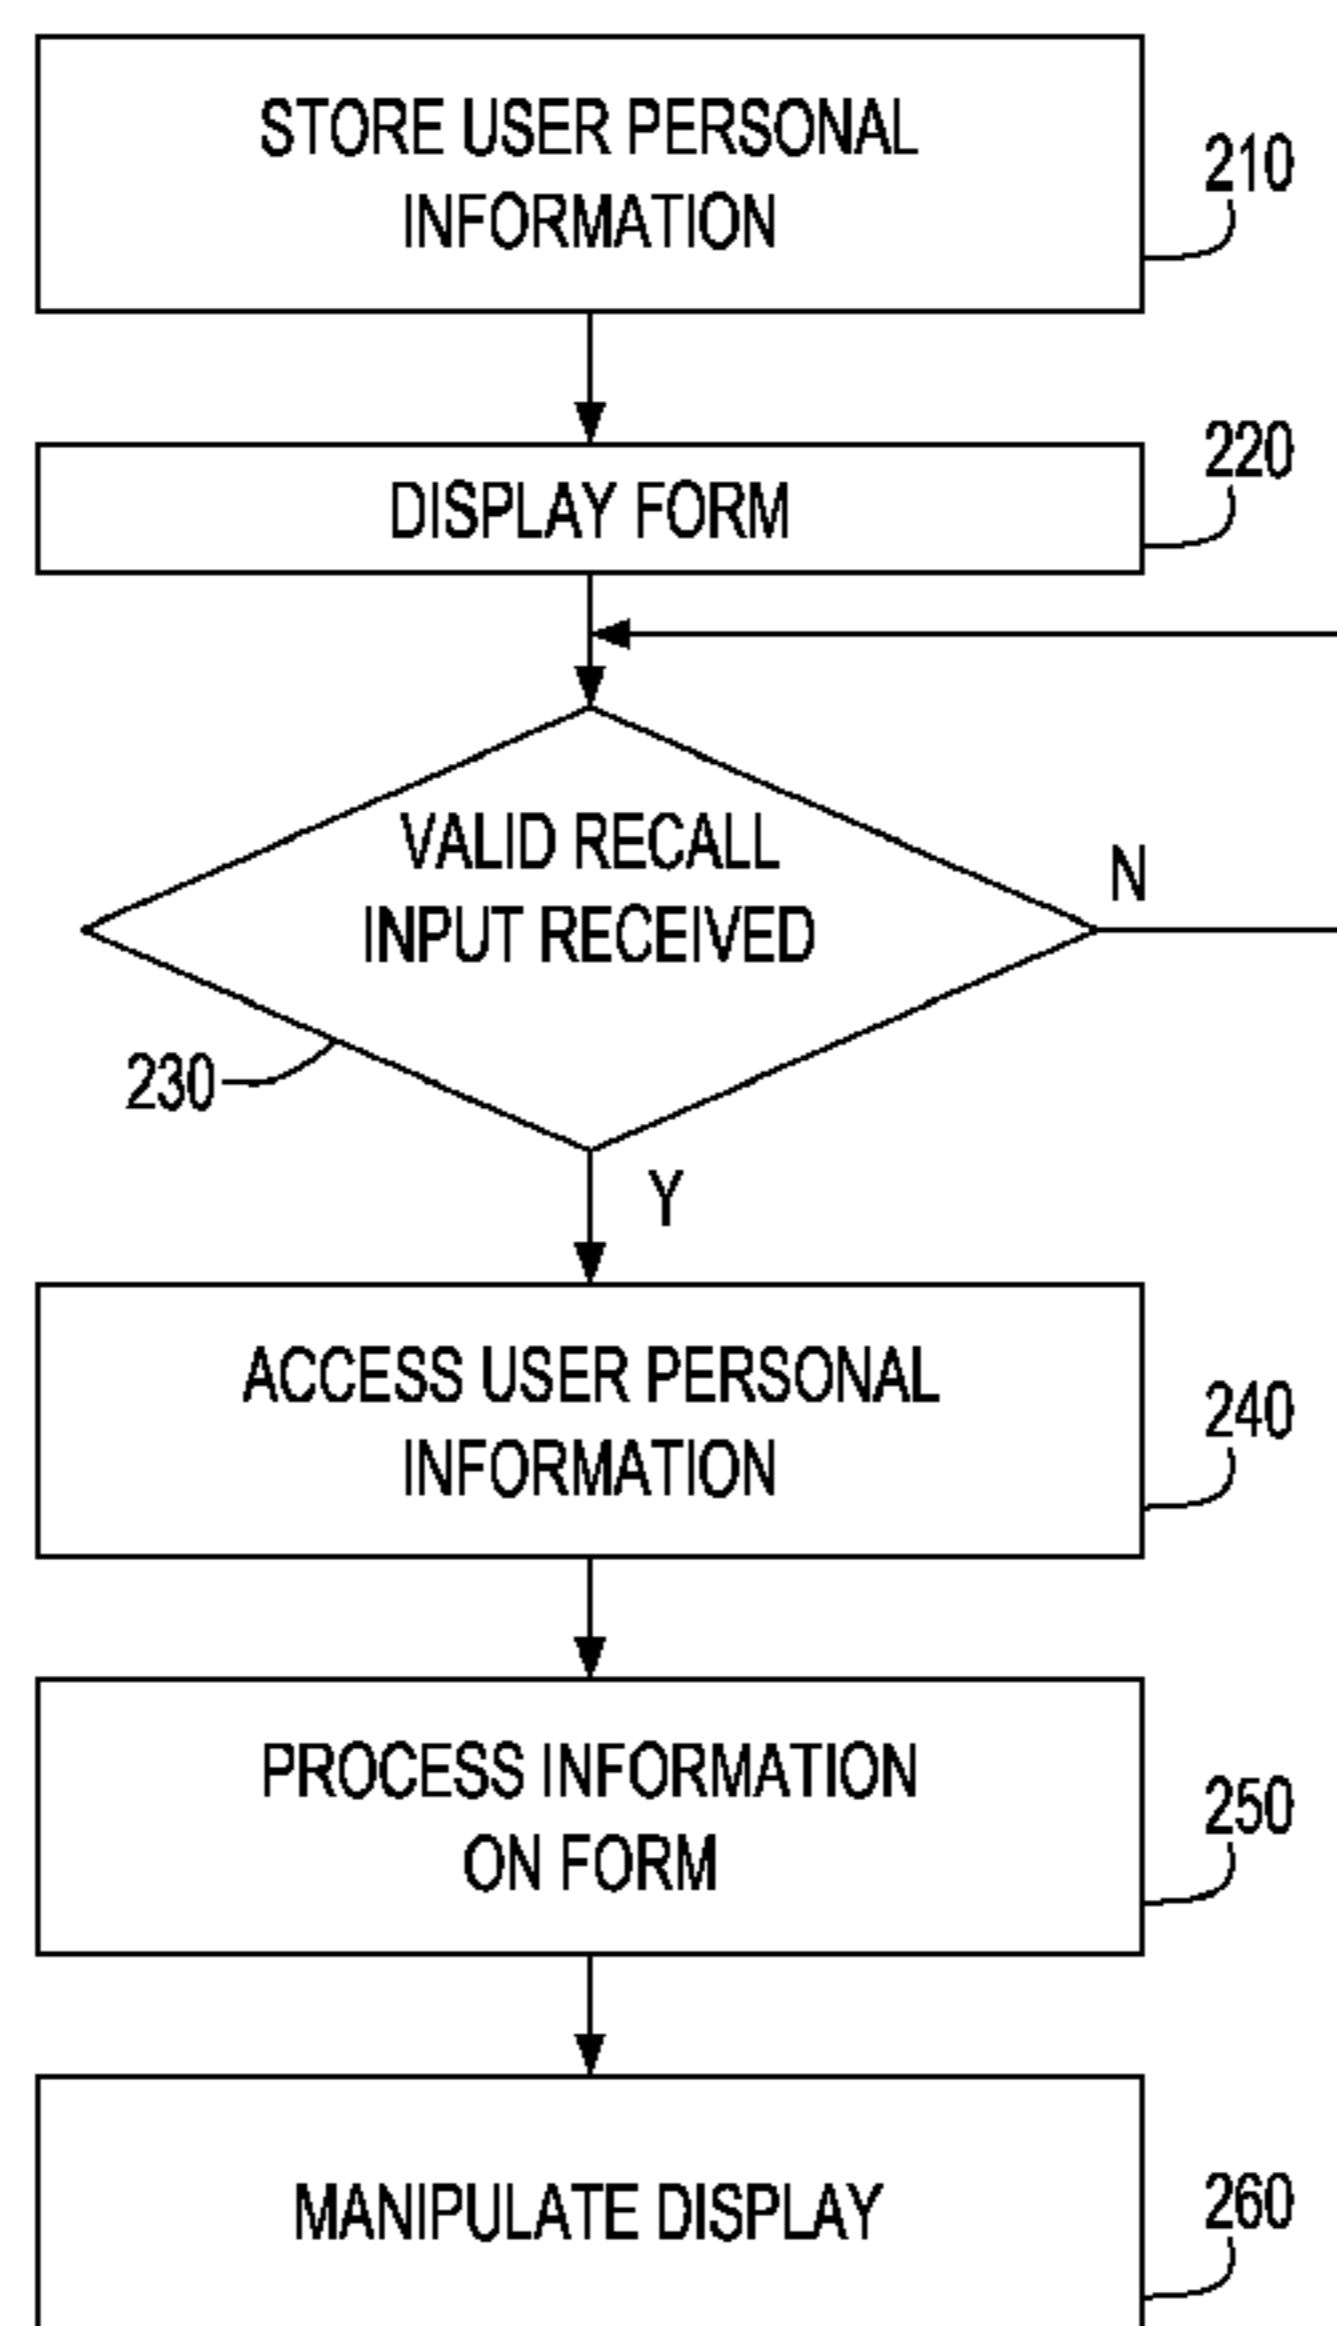 STORE USER PERSONAL
INFORMATION
210
DISPLAY FORM
220
VALID RECALL
INPUT RECEIVED
N
230
Y
ACCESS USER PERSONAL
INFORMATION
240
PROCESS INFORMATION
ON FORM
250
MANIPULATE DISPLAY
260